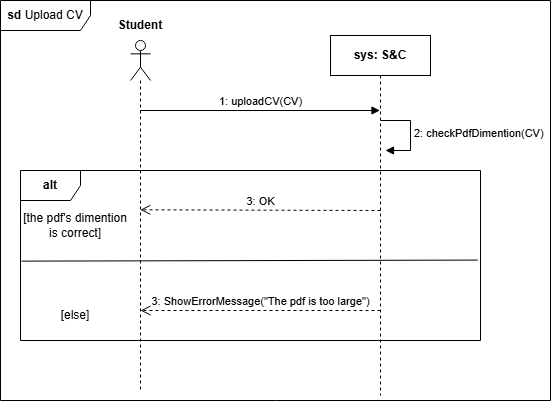 sd Upload CV
Student
sys: S&C
1: uploadCV(CV)
2: checkPdfDimention(CV)
alt
3: OK
[the pdf's dimention
is correct]
3: ShowErrorMessage("The pdf is too large")
[else]